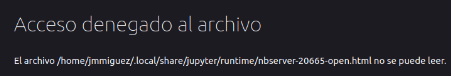 Acceso denegado al archivo
El archivo /home/jmmiguez/.local/share/jupyter/runtime/nbserver-20665-open.html no se puede leer.